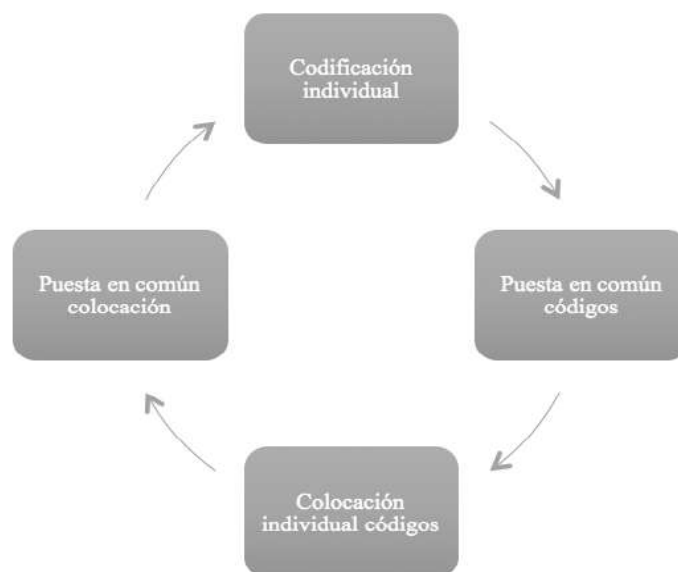 Codificación
individual
Puesta en común
códigos
Colocación
individual códigos
Puesta en común
colocación